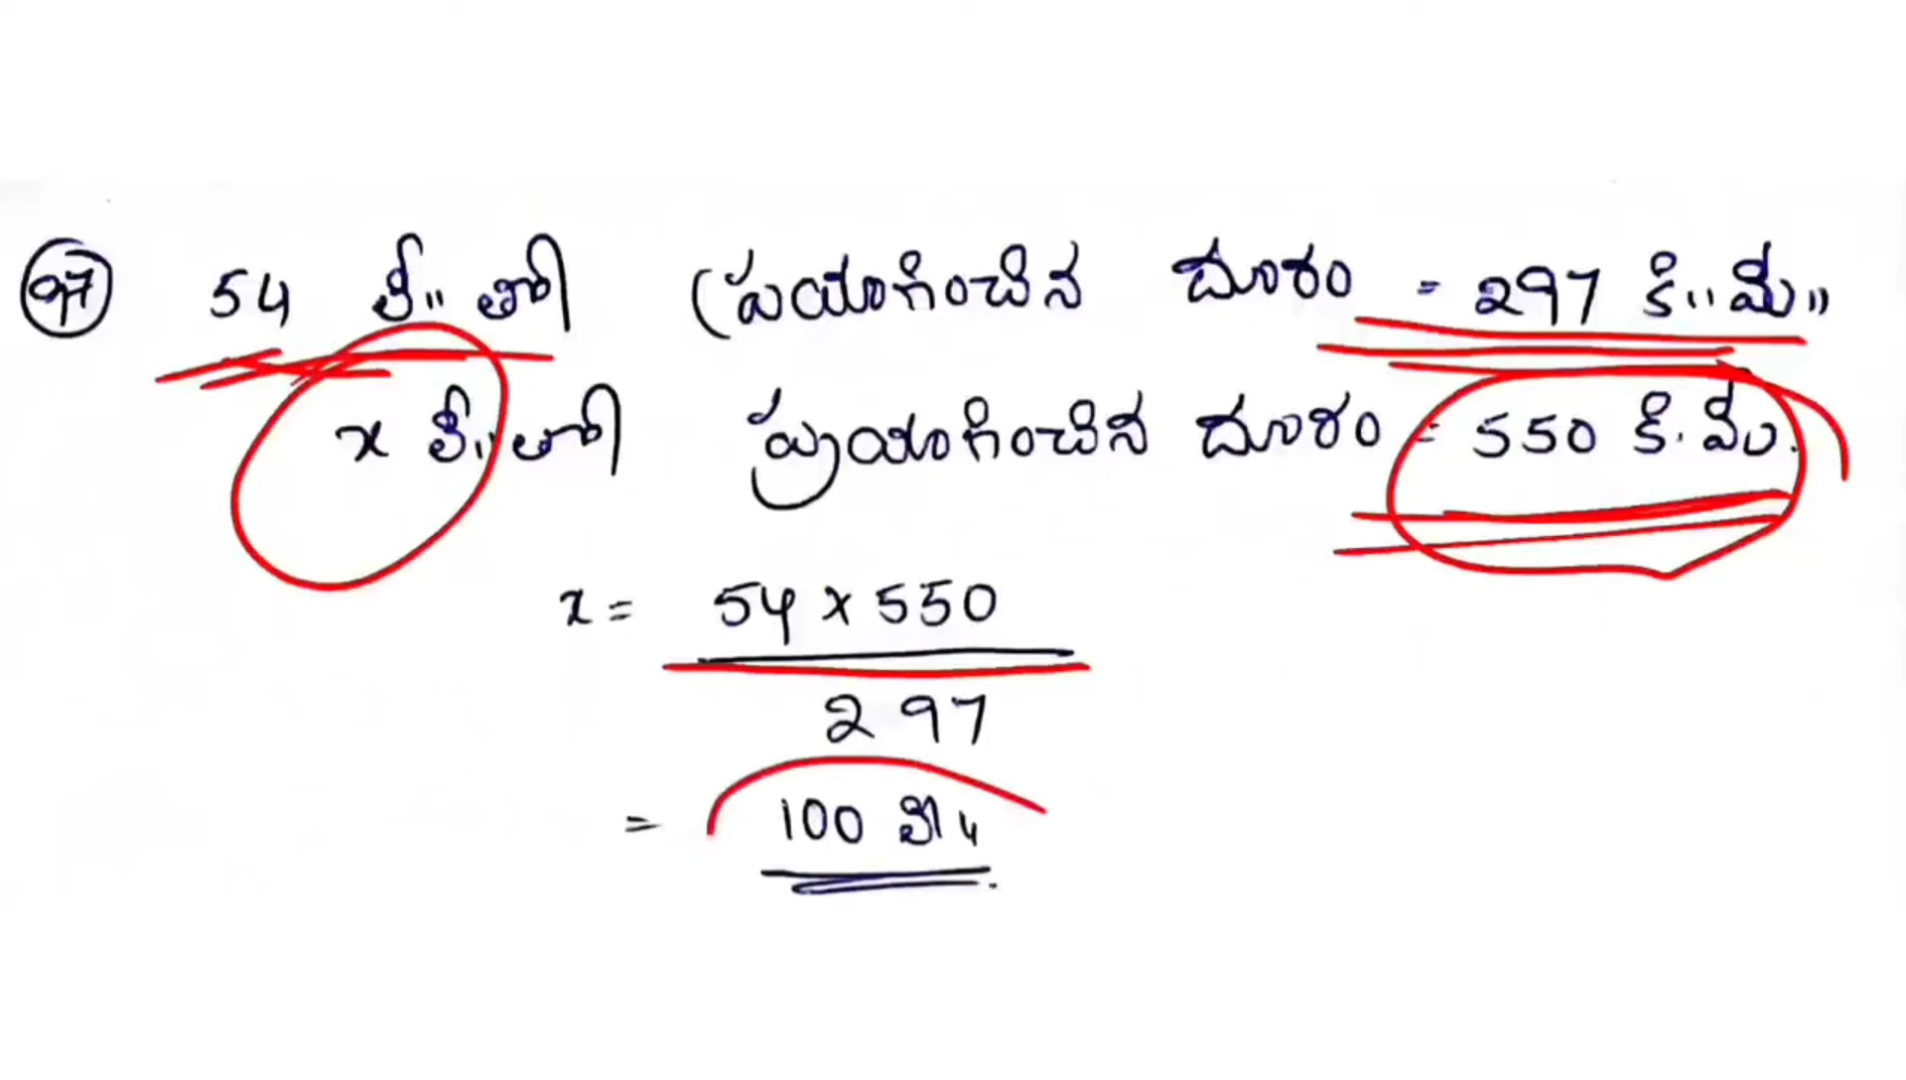 97 54 లీ" తో ప్రయాణించిన దూరం = 297 కి" మీ"
x లీ" తో ప్రయాణించిన దూరం = 550 కి. మీ.
x = 54 x 550
297
= 100 లీ"